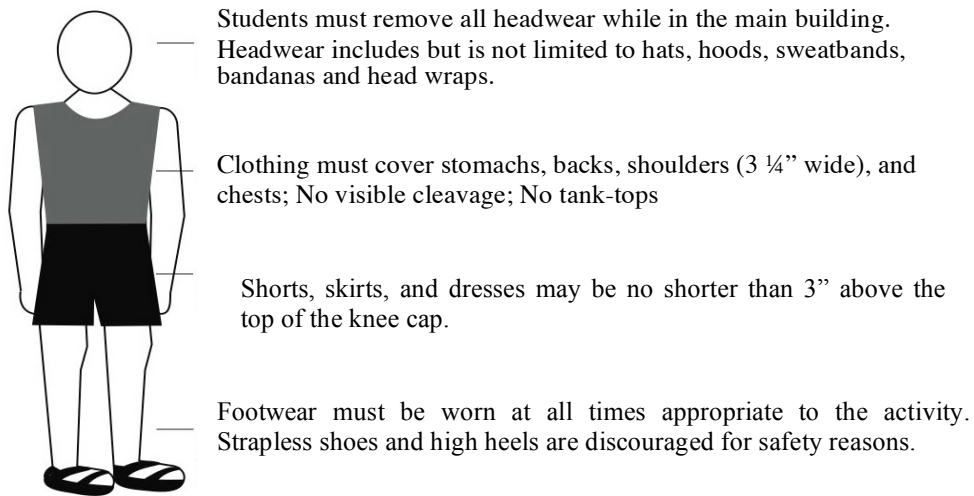 Students must remove all headwear while in the main building.
Headwear includes but is not limited to hats, hoods, sweatbands,
bandanas and head wraps.
Clothing must cover stomachs, backs, shoulders (3 ¼” wide), and
chests; No visible cleavage; No tank-tops
Shorts, skirts, and dresses may be no shorter than 3” above the
top of the knee cap.
Footwear must be worn at all times appropriate to the activity.
Strapless shoes and high heels are discouraged for safety reasons.